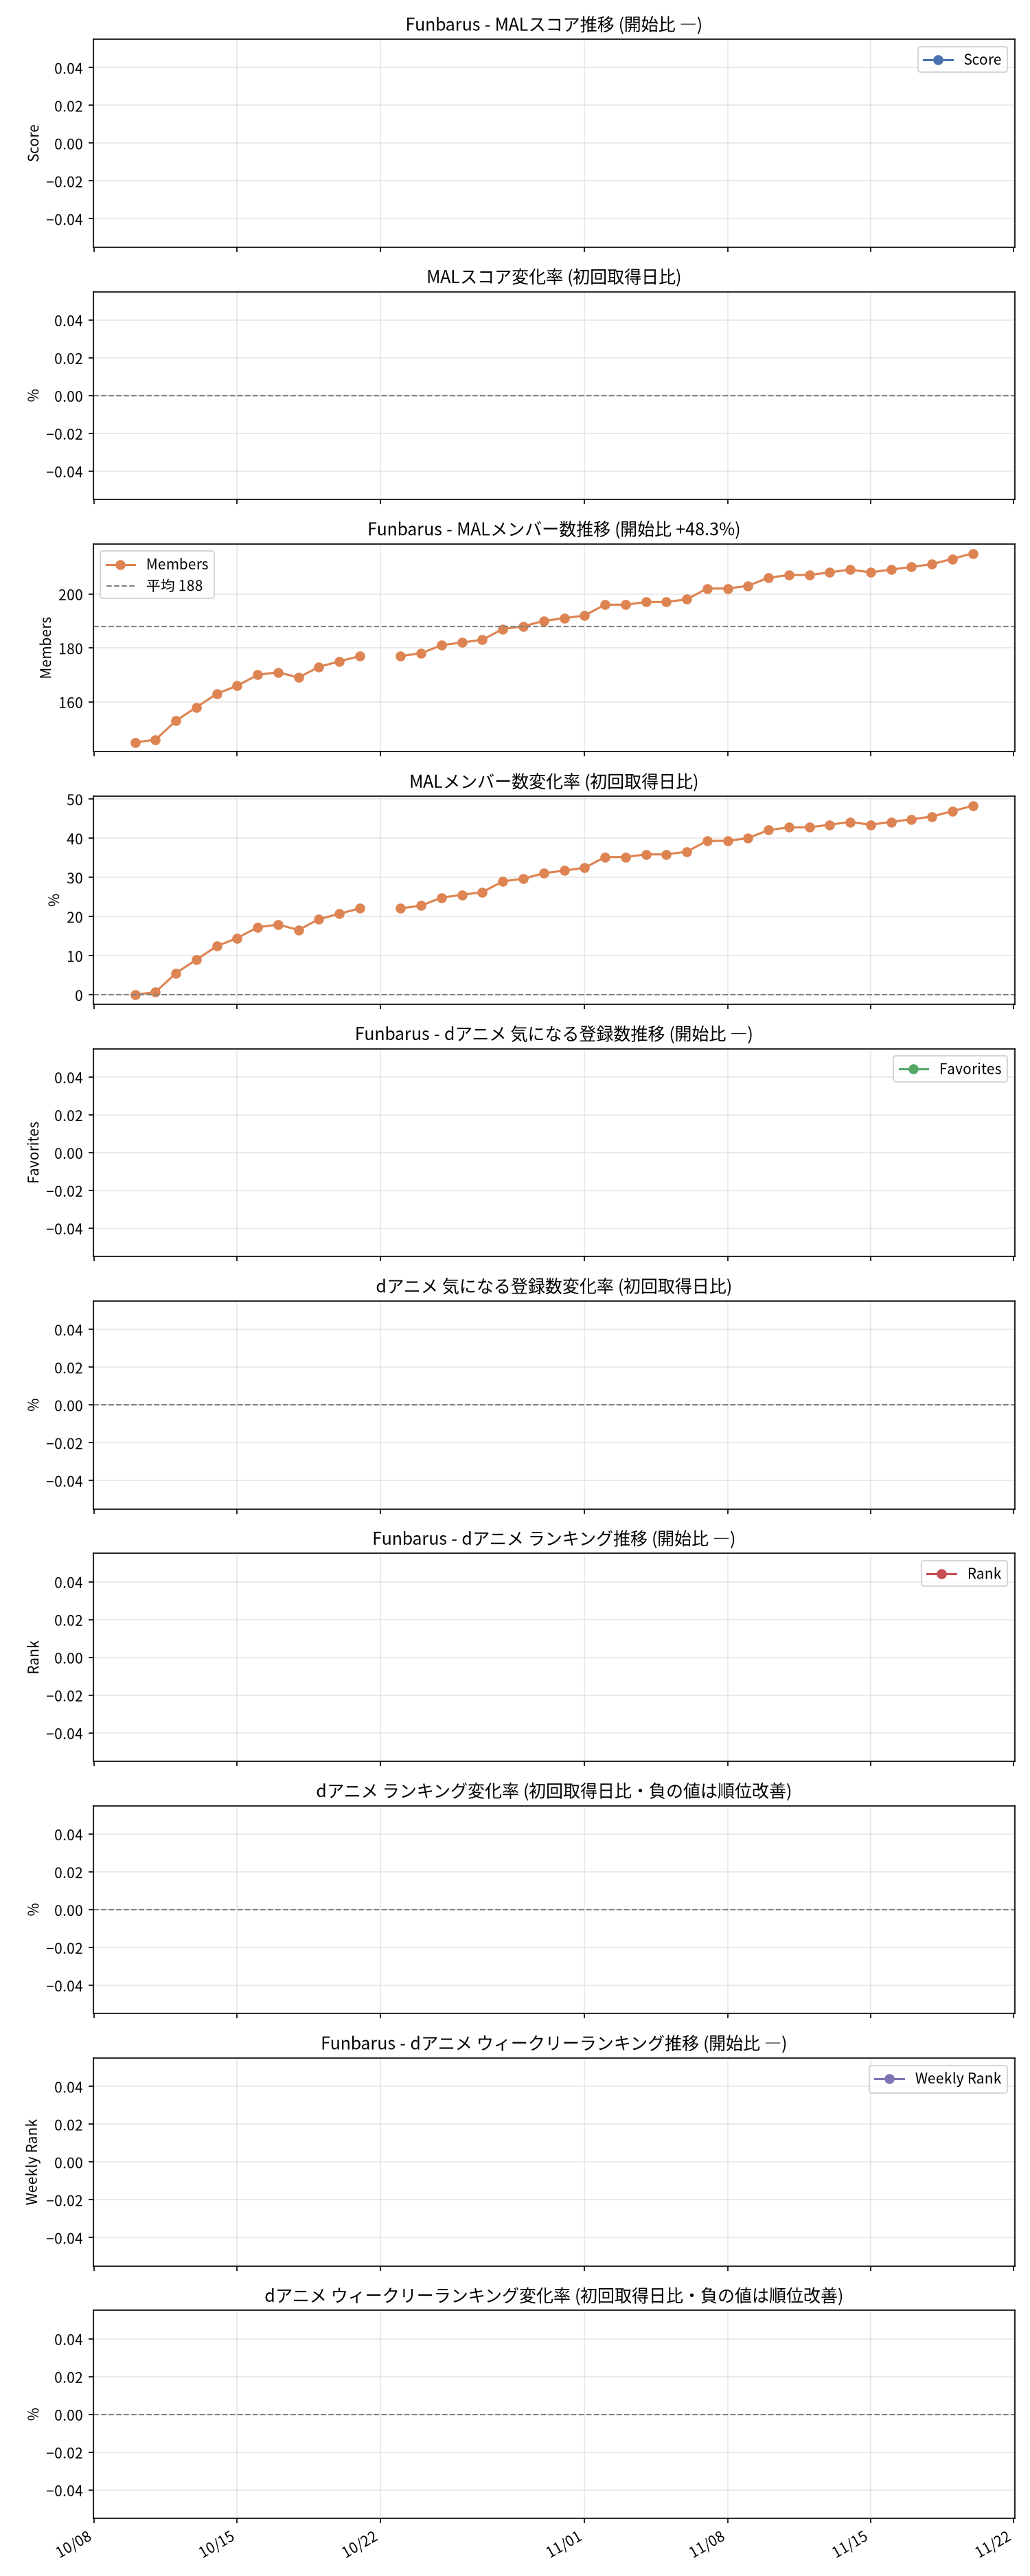 Funbarus - MALスコア推移 (開始比 —)
Score
0.04
0.02
0.00
−0.02
−0.04
Score
MALスコア変化率 (初回取得日比)
0.04
0.02
0.00
−0.02
−0.04
%
Funbarus - MALメンバー数推移 (開始比 +48.3%)
Members
平均 188
200
180
160
Members
MALメンバー数変化率 (初回取得日比)
50
40
30
20
10
0
%
Funbarus - dアニメ 気になる登録数推移 (開始比 —)
Favorites
0.04
0.02
0.00
−0.02
−0.04
Favorites
dアニメ 気になる登録数変化率 (初回取得日比)
0.04
0.02
0.00
−0.02
−0.04
%
Funbarus - dアニメ ランキング推移 (開始比 —)
Rank
0.04
0.02
0.00
−0.02
−0.04
Rank
dアニメ ランキング変化率 (初回取得日比・負の値は順位改善)
0.04
0.02
0.00
−0.02
−0.04
%
Funbarus - dアニメ ウィークリーランキング推移 (開始比 —)
Weekly Rank
0.04
0.02
0.00
−0.02
−0.04
Weekly Rank
dアニメ ウィークリーランキング変化率 (初回取得日比・負の値は順位改善)
0.04
0.02
0.00
−0.02
−0.04
%
10/08
10/15
10/22
11/01
11/08
11/15
11/22